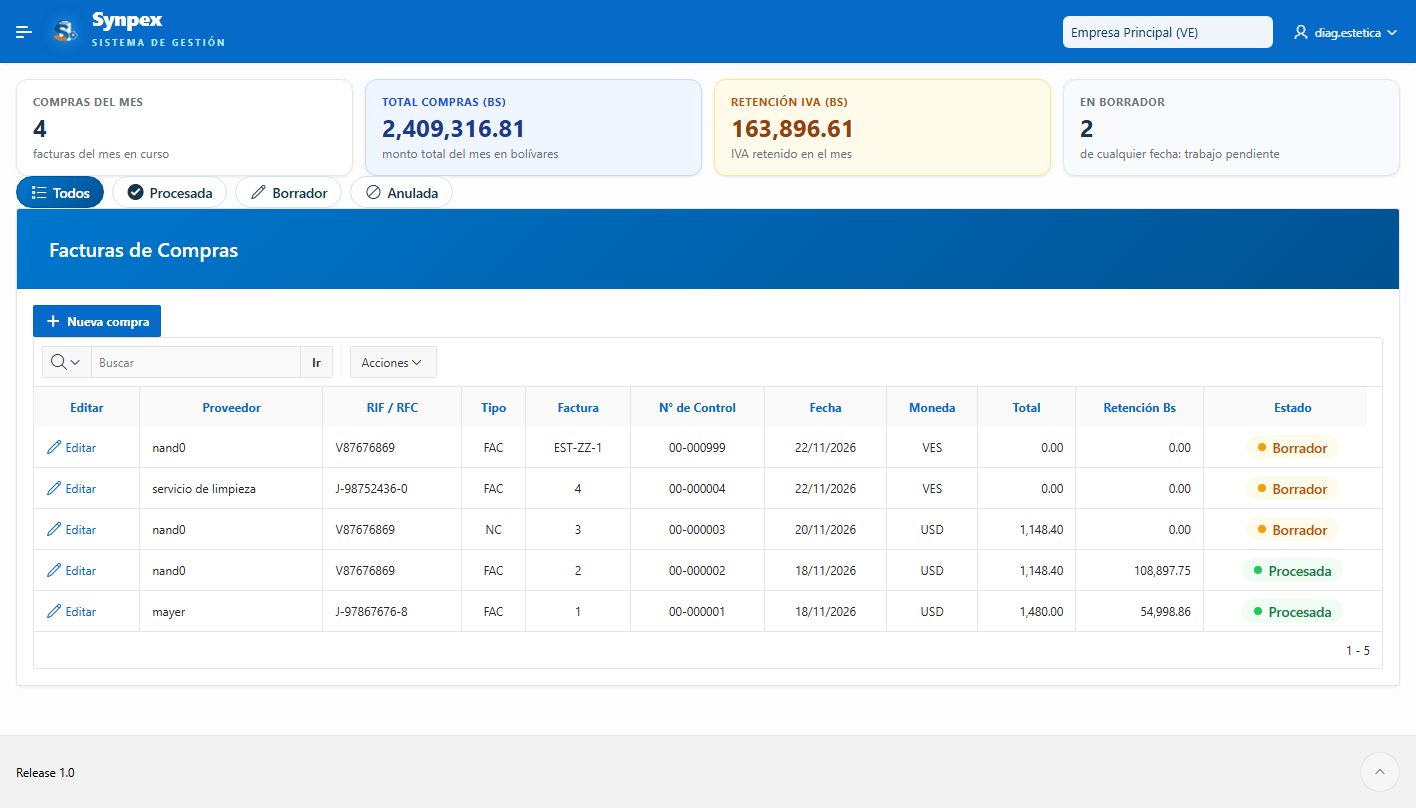 Synpex
SISTEMA DE GESTIÓN
Empresa Principal (VE)
diag.estetica
COMPRAS DEL MES
4
facturas del mes en curso
TOTAL COMPRAS (BS)
2,409,316.81
monto total del mes en bolívares
RETENCIÓN IVA (BS)
163,896.61
IVA retenido en el mes
EN BORRADOR
2
de cualquier fecha: trabajo pendiente
Todos Procesada Borrador Anulada
Facturas de Compras
Nueva compra
Buscar Ir Acciones
Editar Proveedor RIF / RFC Tipo Factura N° de Control Fecha Moneda Total Retención Bs Estado
Editar nand0 V87676869 FAC EST-ZZ-1 00-000999 22/11/2026 VES 0.00 0.00 Borrador
Editar servicio de limpieza J-98752436-0 FAC 4 00-000004 22/11/2026 VES 0.00 0.00 Borrador
Editar nand0 V87676869 NC 3 00-000003 20/11/2026 USD 1,148.40 0.00 Borrador
Editar nand0 V87676869 FAC 2 00-000002 18/11/2026 USD 1,148.40 108,897.75 Procesada
Editar mayer J-97867676-8 FAC 1 00-000001 18/11/2026 USD 1,480.00 54,998.86 Procesada
1 - 5
Release 1.0